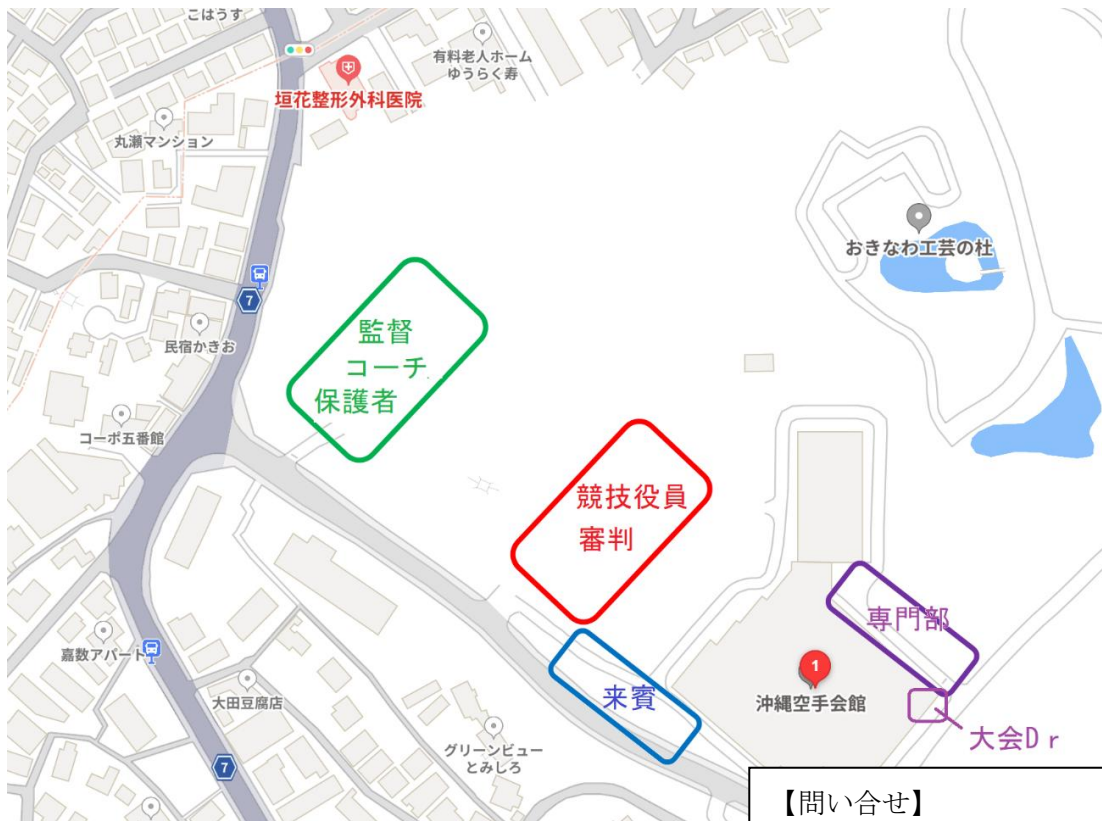 こはうす
有料老人ホーム
ゆうらく寿
垣花整形外科医院
丸瀬マンション
おきなわ工芸の杜
7
民宿かきお
監督
コーチ
保護者
コーポ五番館
競技役員
審判
専門部
嘉数アパート
1
大田豆腐店
来賓
沖縄空手会館
大会Dr
グリーンビュー
とみしろ
7
【問い合せ】